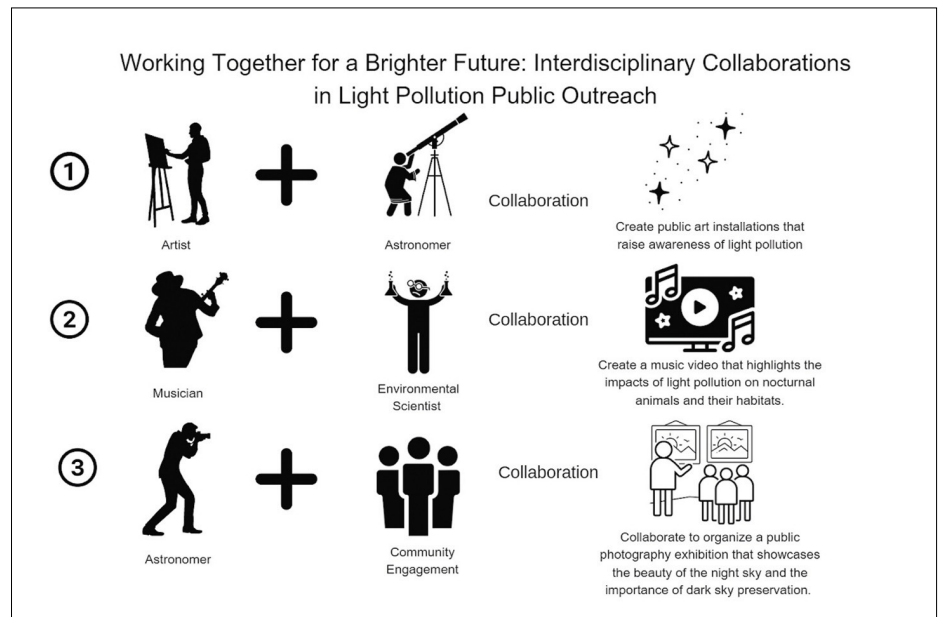 Working Together for a Brighter Future: Interdisciplinary Collaborations
in Light Pollution Public Outreach
1
Artist
Astronomer
Collaboration
Create public art installations that
raise awareness of light pollution
2
Musician
Environmental
Scientist
Collaboration
Create a music video that highlights the
impacts of light pollution on nocturnal
animals and their habitats.
3
Astronomer
Community
Engagement
Collaboration
Collaborate to organize a public
photography exhibition that showcases
the beauty of the night sky and the
importance of dark sky preservation.